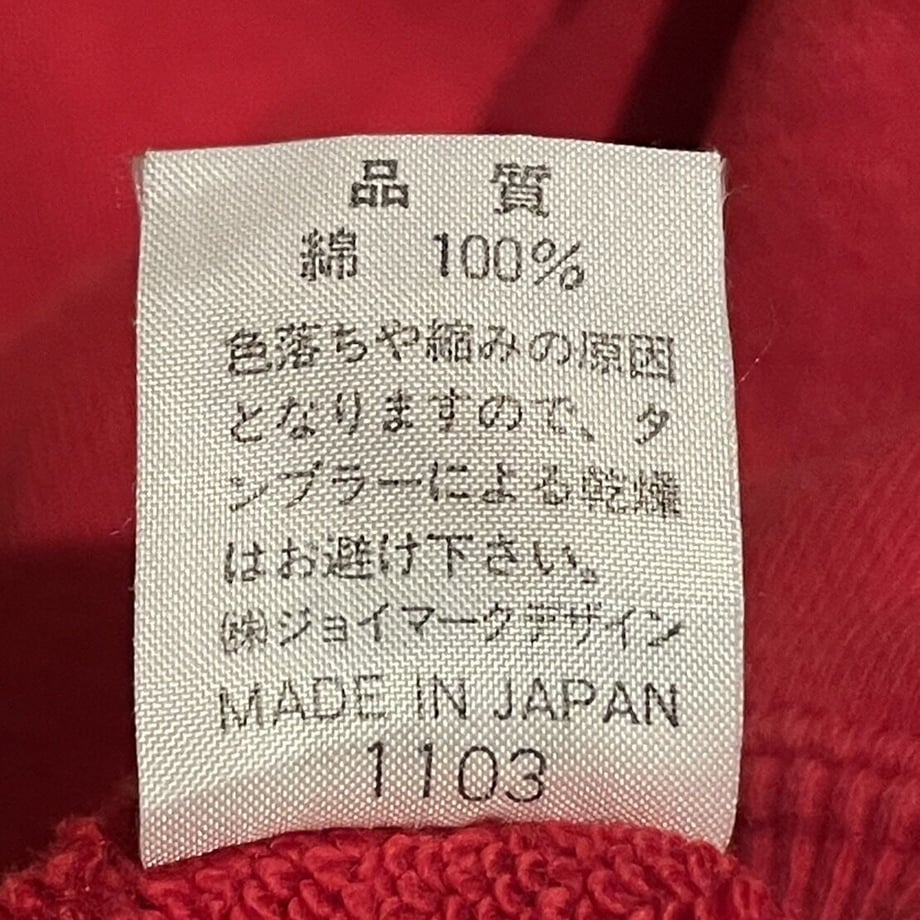 品 質
綿 100%
色落ちや縮みの原因
となりますので、タ
ンブラーによる乾燥
はお避け下さい。
㈱ジョイマークデザイン
MADE IN JAPAN
1103